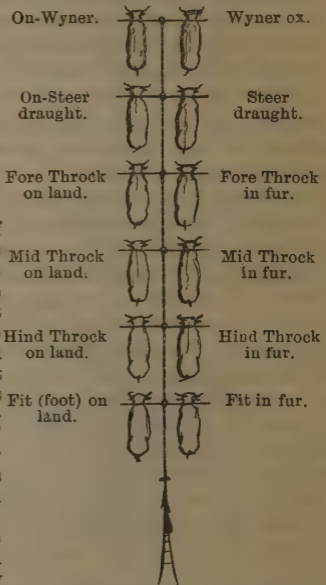 On-Wyner.
Wyner ox.
On-Steer
draught.
Steer
draught.
Fore Throck
on land.
Fore Throck
in fur.
Mid Throck
on land.
Mid Throck
in fur.
Hind Throck
on land.
Hind Throck
in fur.
Fit (foot) on
land.
Fit in fur.